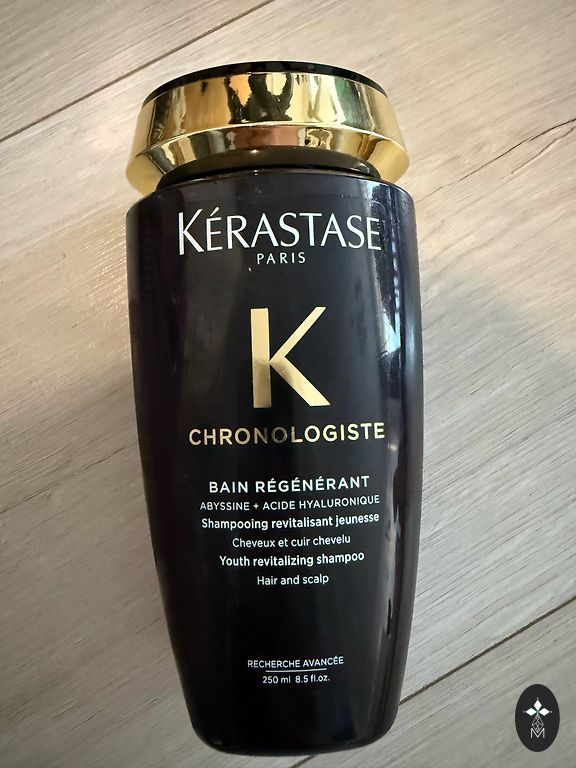 KÉRASTASE
PARIS
K
CHRONOLOGISTE
BAIN RÉGÉNÉRANT
ABYSSINE + ACIDE HYALURONIQUE
Shampooing revitalisant jeunesse
Cheveux et cuir chevelu
Youth revitalizing shampoo
Hair and scalp
RECHERCHE AVANCÉE
250 ml 8.5 fl.oz.
M